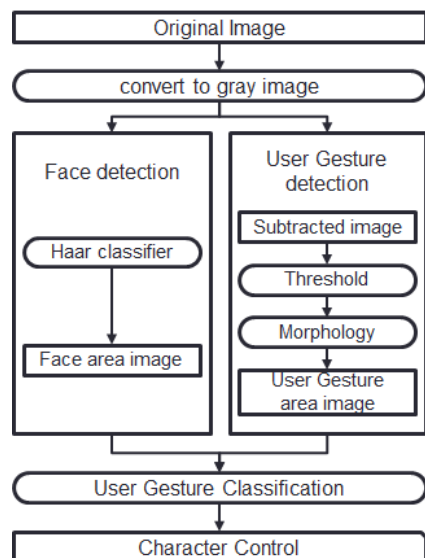 Original Image
convert to gray image
Face detection
Haar classifier
Face area image
User Gesture
detection
Subtracted image
Threshold
Morphology
User Gesture
area image
User Gesture Classification
Character Control